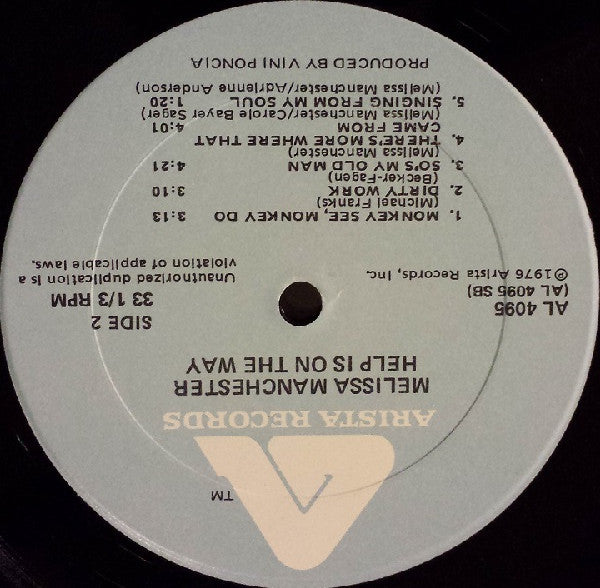 TM
ARISTA RECORDS
MELISSA MANCHESTER
HELP IS ON THE WAY
AL 4095
(AL 4095 SB)
℗1976 Arista Records, Inc.
SIDE 2
33 1/3 RPM
Unauthorized duplication is a
violation of applicable laws.
1. MONKEY SEE, MONKEY DO 3:13
(Michael Franks)
2. DIRTY WORK 3:10
(Becker-Fagen)
3. SO'S MY OLD MAN 4:21
(Melissa Manchester)
4. THERE'S MORE WHERE THAT
CAME FROM 4:01
(Melissa Manchester/Carole Bayer Sager)
5. SINGING FROM MY SOUL 1:20
(Melissa Manchester/Adrienne Anderson)
PRODUCED BY VINI PONCIA